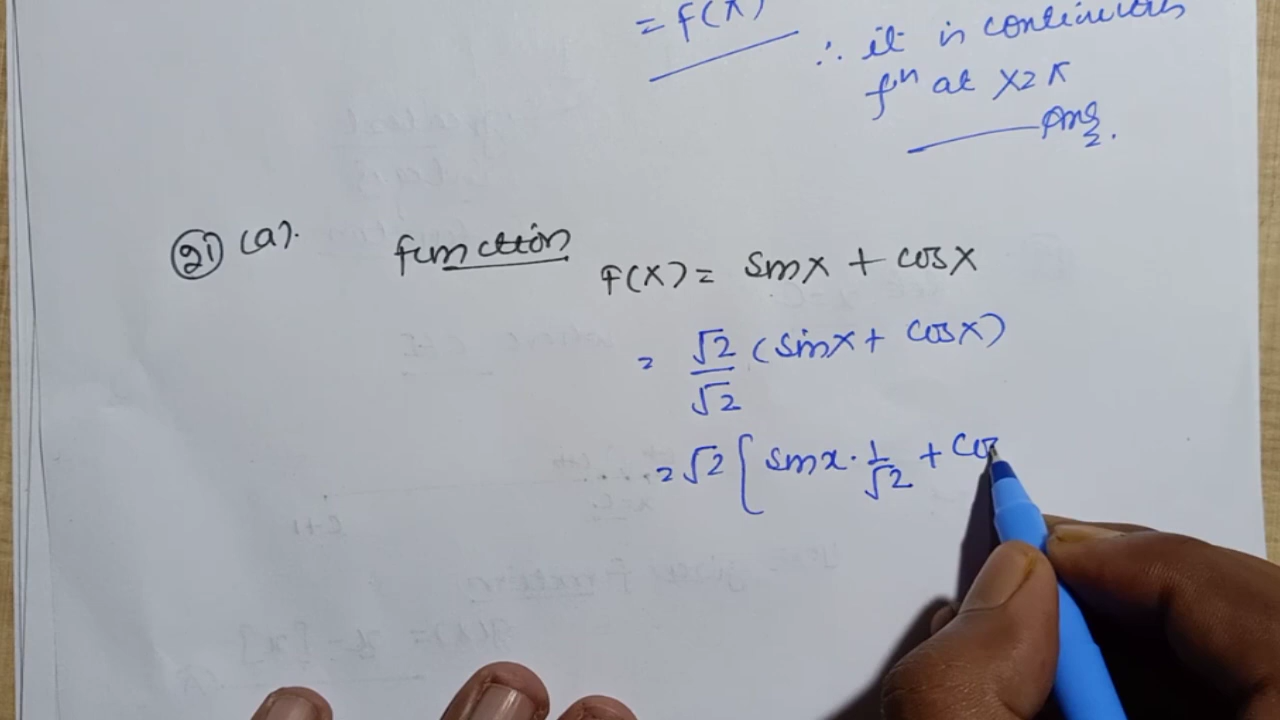 = f(x)
∴ it is continuous
fⁿ at x = π
Ans.
21) (a). function f(x) = sinx + cosx
= √2/√2 (sinx + cosx)
= √2 [ sinx · 1/√2 + cos